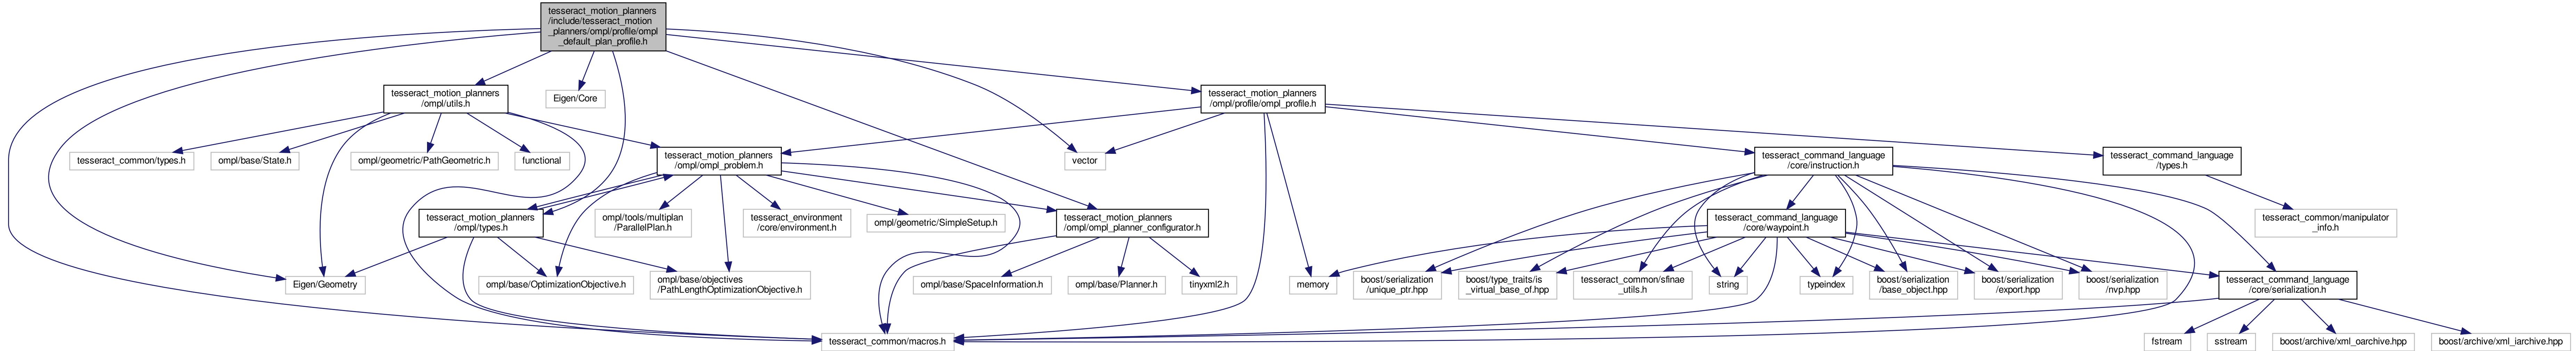 tesseract_motion_planners
/include/tesseract_motion
_planners/ompl/profile/ompl
_default_plan_profile.h
tesseract_motion_planners
/ompl/utils.h
Eigen/Core
tesseract_motion_planners
/ompl/profile/ompl_profile.h
tesseract_common/types.h
ompl/base/State.h
ompl/geometric/PathGeometric.h
functional
tesseract_motion_planners
/ompl/ompl_problem.h
vector
tesseract_command_language
/core/instruction.h
tesseract_command_language
/types.h
tesseract_motion_planners
/ompl/types.h
ompl/tools/multiplan
/ParallelPlan.h
tesseract_environment
/core/environment.h
ompl/geometric/SimpleSetup.h
tesseract_motion_planners
/ompl/ompl_planner_configurator.h
tesseract_command_language
/core/waypoint.h
tesseract_common/manipulator
_info.h
Eigen/Geometry
ompl/base/OptimizationObjective.h
ompl/base/objectives
/PathLengthOptimizationObjective.h
ompl/base/SpaceInformation.h
ompl/base/Planner.h
tinyxml2.h
memory
boost/serialization
/unique_ptr.hpp
boost/type_traits/is
_virtual_base_of.hpp
tesseract_common/sfinae
_utils.h
string
typeindex
boost/serialization
/base_object.hpp
boost/serialization
/export.hpp
boost/serialization
/nvp.hpp
tesseract_command_language
/core/serialization.h
tesseract_common/macros.h
fstream
sstream
boost/archive/xml_oarchive.hpp
boost/archive/xml_iarchive.hpp